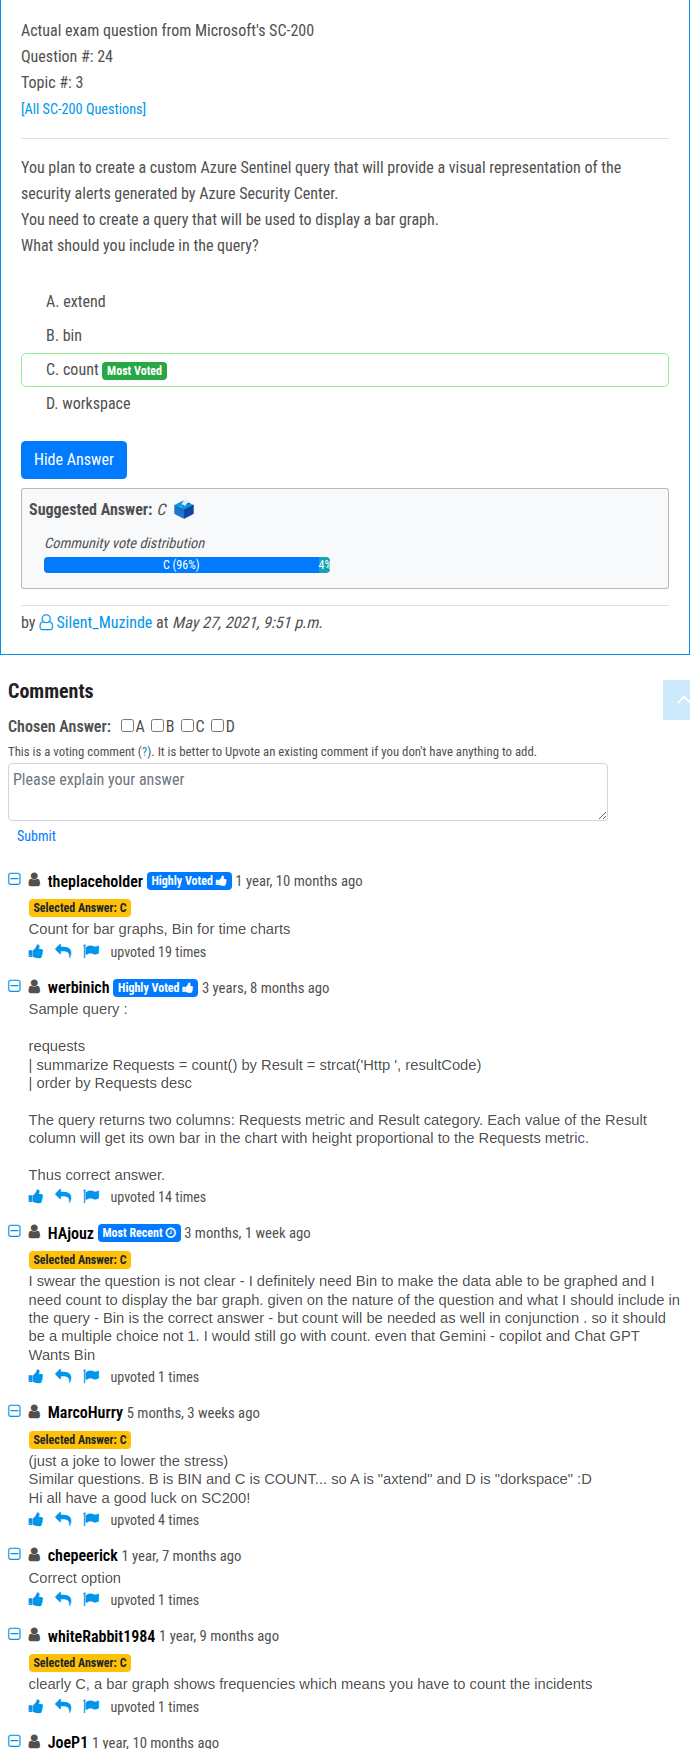 Actual exam question from Microsoft's SC-200
Question #: 24
Topic #: 3
[All SC-200 Questions]
You plan to create a custom Azure Sentinel query that will provide a visual representation of the
security alerts generated by Azure Security Center.
You need to create a query that will be used to display a bar graph.
What should you include in the query?
A. extend
B. bin
C. count Most Voted
D. workspace
Hide Answer
Suggested Answer: C
Community vote distribution
C (96%) 4%
by Silent_Muzinde at May 27, 2021, 9:51 p.m.
Comments
Chosen Answer: A B C D
This is a voting comment (?). It is better to Upvote an existing comment if you don't have anything to add.
Please explain your answer
Submit
theplaceholder Highly Voted 1 year, 10 months ago
Selected Answer: C
Count for bar graphs, Bin for time charts
upvoted 19 times
werbinich Highly Voted 3 years, 8 months ago
Sample query :
requests
| summarize Requests = count() by Result = strcat('Http ', resultCode)
| order by Requests desc
The query returns two columns: Requests metric and Result category. Each value of the Result
column will get its own bar in the chart with height proportional to the Requests metric.
Thus correct answer.
upvoted 14 times
HAjouz Most Recent 3 months, 1 week ago
Selected Answer: C
I swear the question is not clear - I definitely need Bin to make the data able to be graphed and I
need count to display the bar graph. given on the nature of the question and what I should include in
the query - Bin is the correct answer - but count will be needed as well in conjunction . so it should
be a multiple choice not 1. I would still go with count. even that Gemini - copilot and Chat GPT
Wants Bin
upvoted 1 times
MarcoHurry 5 months, 3 weeks ago
Selected Answer: C
(just a joke to lower the stress)
Similar questions. B is BIN and C is COUNT... so A is "axtend" and D is "dorkspace" :D
Hi all have a good luck on SC200!
upvoted 4 times
chepeerick 1 year, 7 months ago
Correct option
upvoted 1 times
whiteRabbit1984 1 year, 9 months ago
Selected Answer: C
clearly C, a bar graph shows frequencies which means you have to count the incidents
upvoted 1 times
JoeP1 1 year, 10 months ago